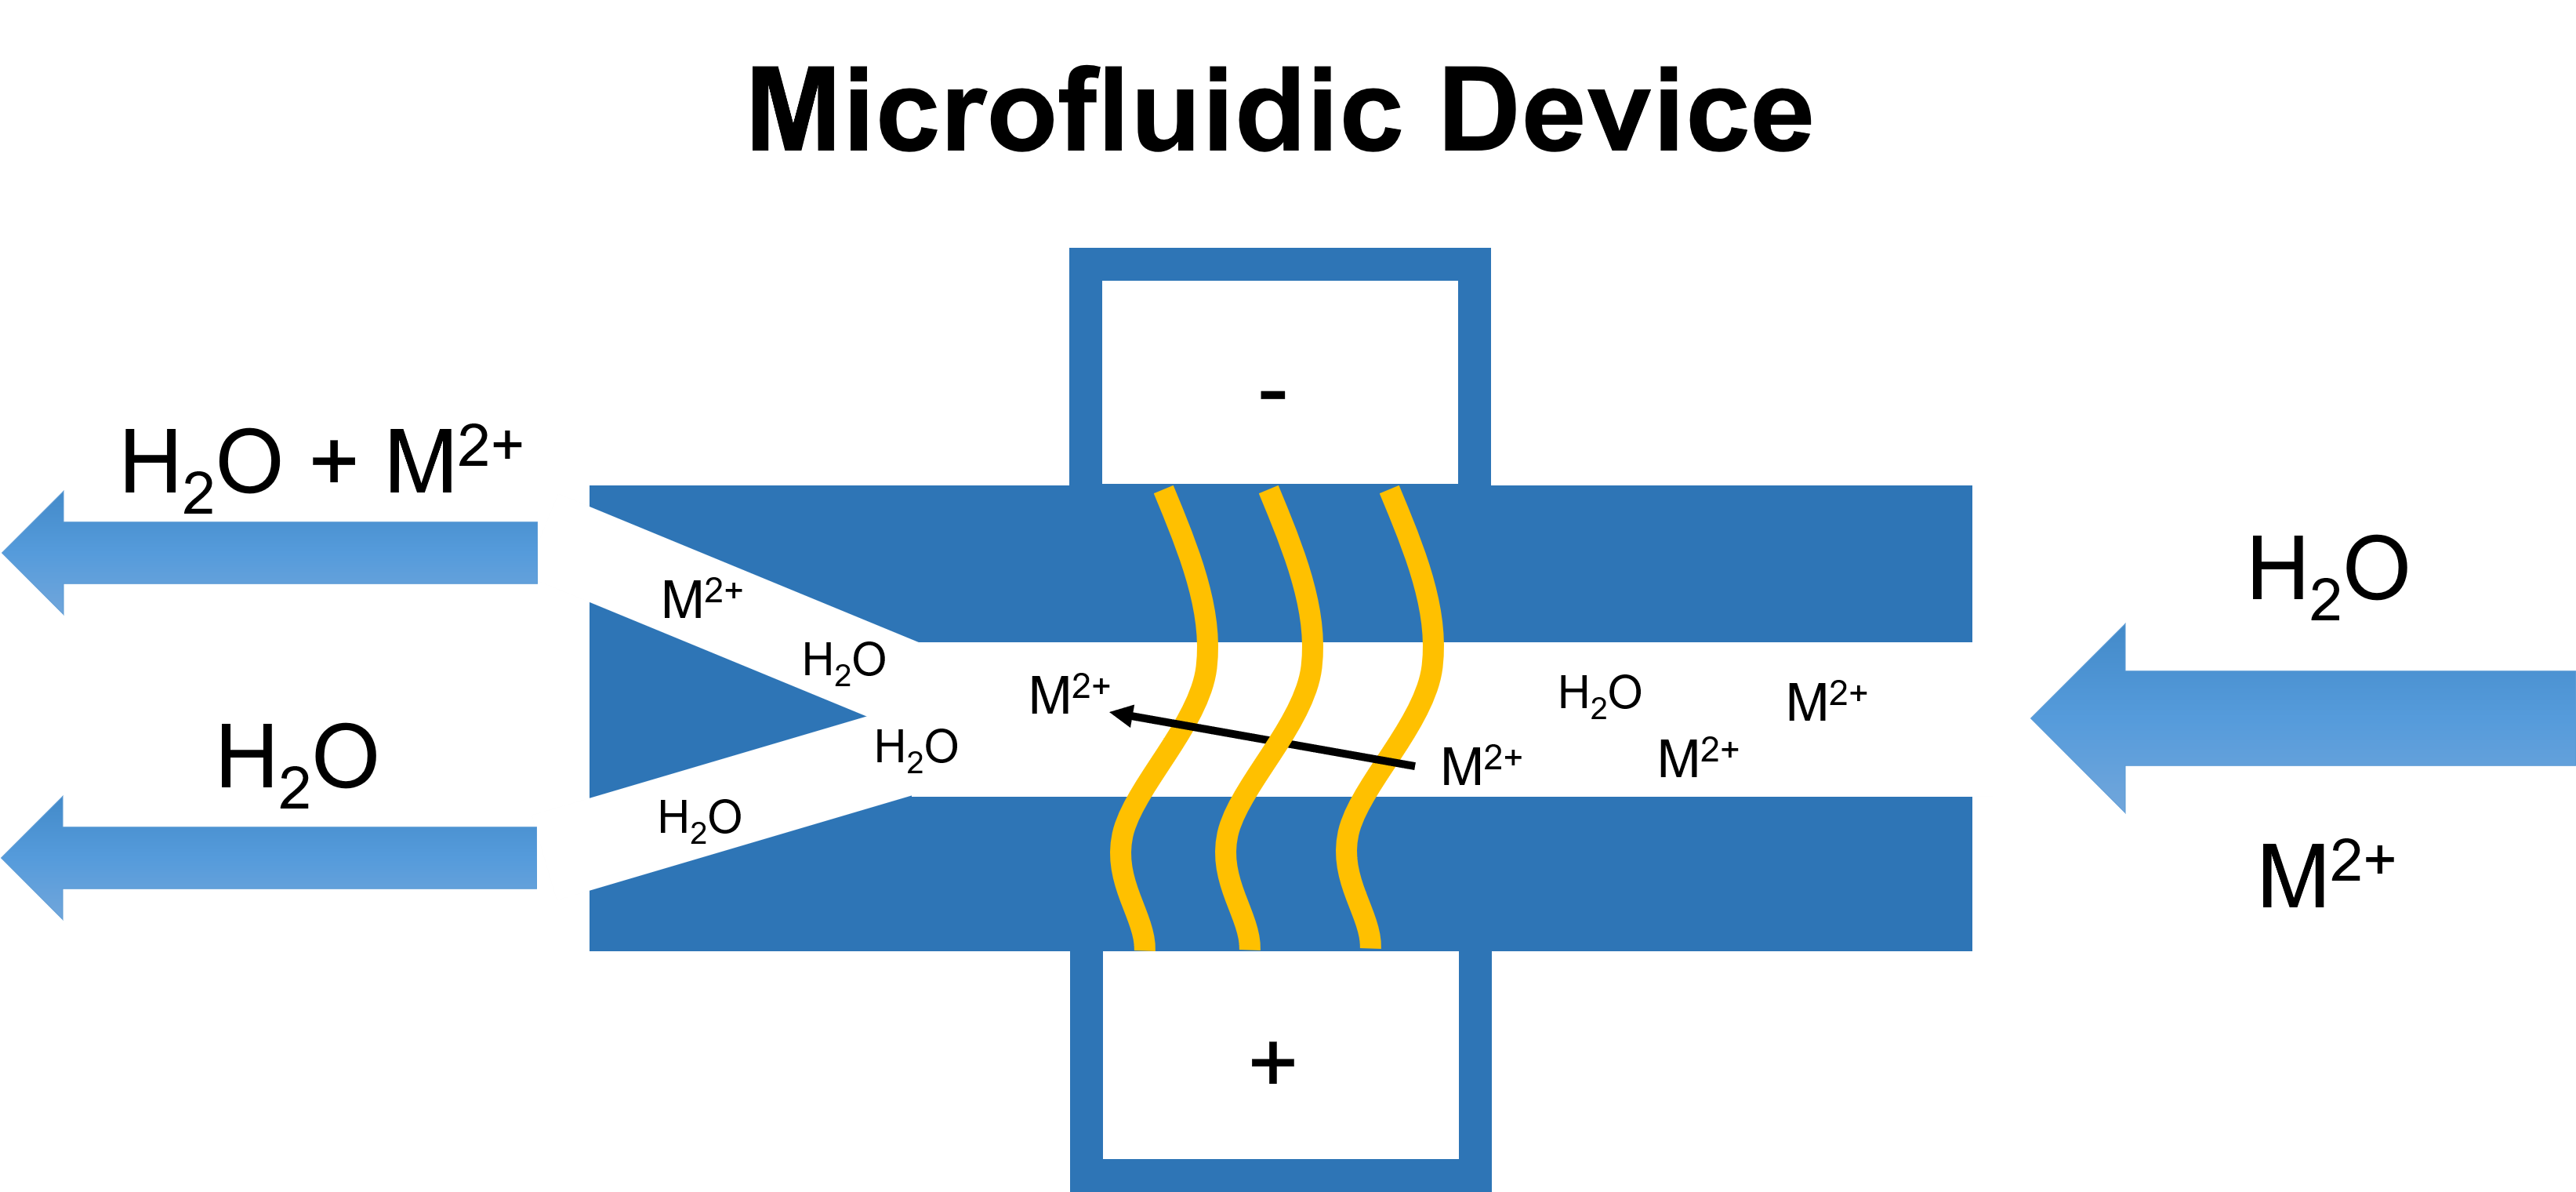 Microfluidic Device
-
H₂O + M²⁺
H₂O
M²⁺
M²⁺
H₂O
M²⁺
H₂O
M²⁺
H₂O
H₂O
M²⁺
M²⁺
H₂O
M²⁺
+